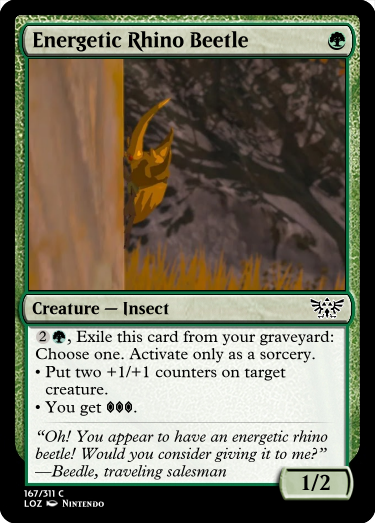 Energetic Rhino Beetle
Creature — Insect
2, Exile this card from your graveyard:
Choose one. Activate only as a sorcery.
• Put two +1/+1 counters on target
creature.
• You get .
“Oh! You appear to have an energetic rhino
beetle! Would you consider giving it to me?”
—Beedle, traveling salesman
1/2
167/311 C
LOZ Nintendo